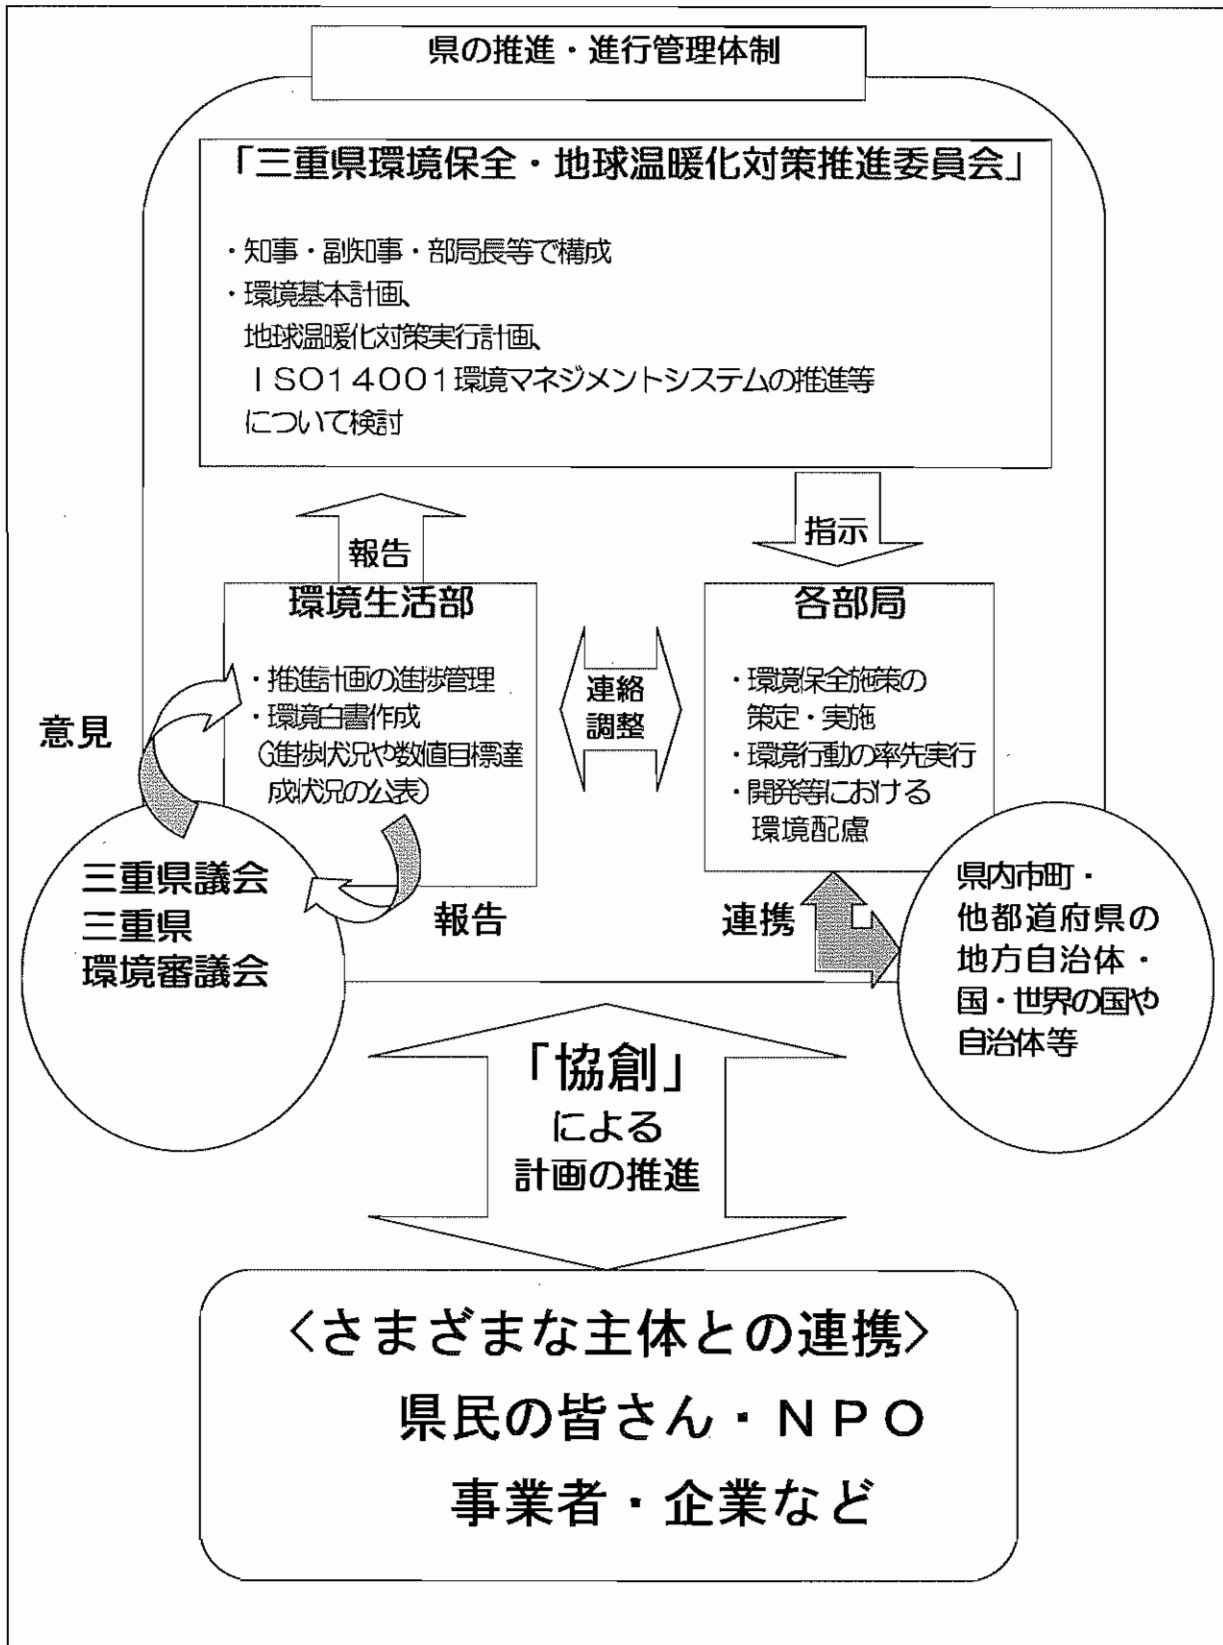 県の推進・進行管理体制
「三重県環境保全・地球温暖化対策推進委員会」
・知事・副知事・部局長等で構成
・環境基本計画、
地球温暖化対策実行計画、
ＩＳＯ１４００１環境マネジメントシステムの推進等
について検討
報告
指示
環境生活部
・推進計画の進捗管理
・環境白書作成
（進捗状況や数値目標達
成状況の公表）
連絡
調整
各部局
・環境保全施策の
策定・実施
・環境行動の率先実行
・開発等における
環境配慮
意見
三重県議会
三重県
環境審議会
報告
連携
県内市町・
他都道府県の
地方自治体・
国・世界の国や
自治体等
「協創」
による
計画の推進
＜さまざまな主体との連携＞
県民の皆さん・ＮＰＯ
事業者・企業など